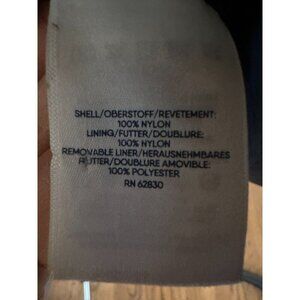 SHELL/OBERSTOFF/REVETEMENT:
100% NYLON
LINING/FUTTER/DOUBLURE:
100% NYLON
REMOVABLE LINER/HERAUSNEHMBARES
FUTTER/DOUBLURE AMOVIBLE:
100% POLYESTER
RN 62830